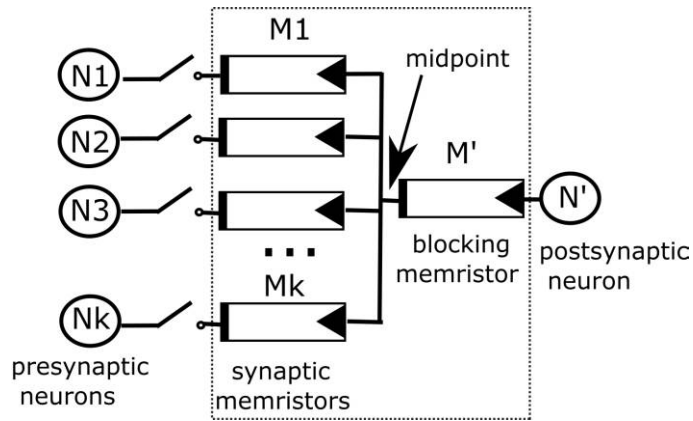 M1
N1
midpoint
N2
M'
N'
N3
...
blocking
memristor
postsynaptic
neuron
Mk
Nk
presynaptic
neurons
synaptic
memristors